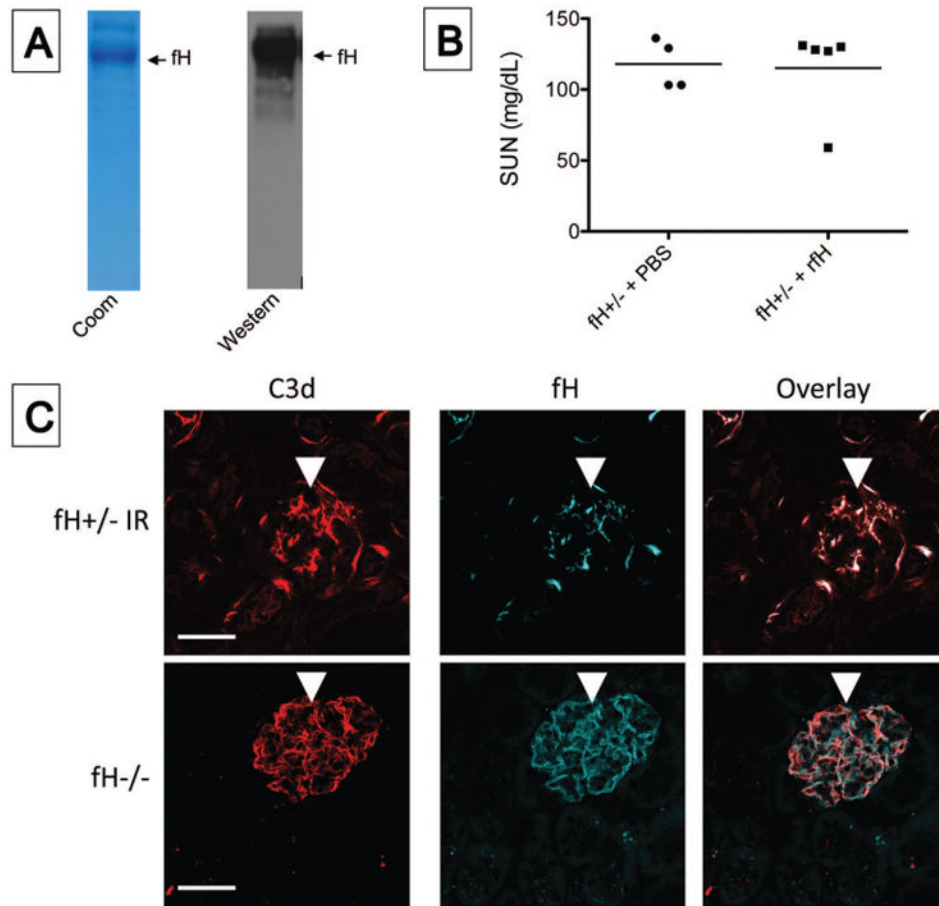 A
fH
fH
Coom
Western
B
SUN (mg/dL)
150
100
50
0
fH+/- + PBS
fH+/- + rfH
C
C3d
fH
Overlay
fH+/- IR
fH-/-